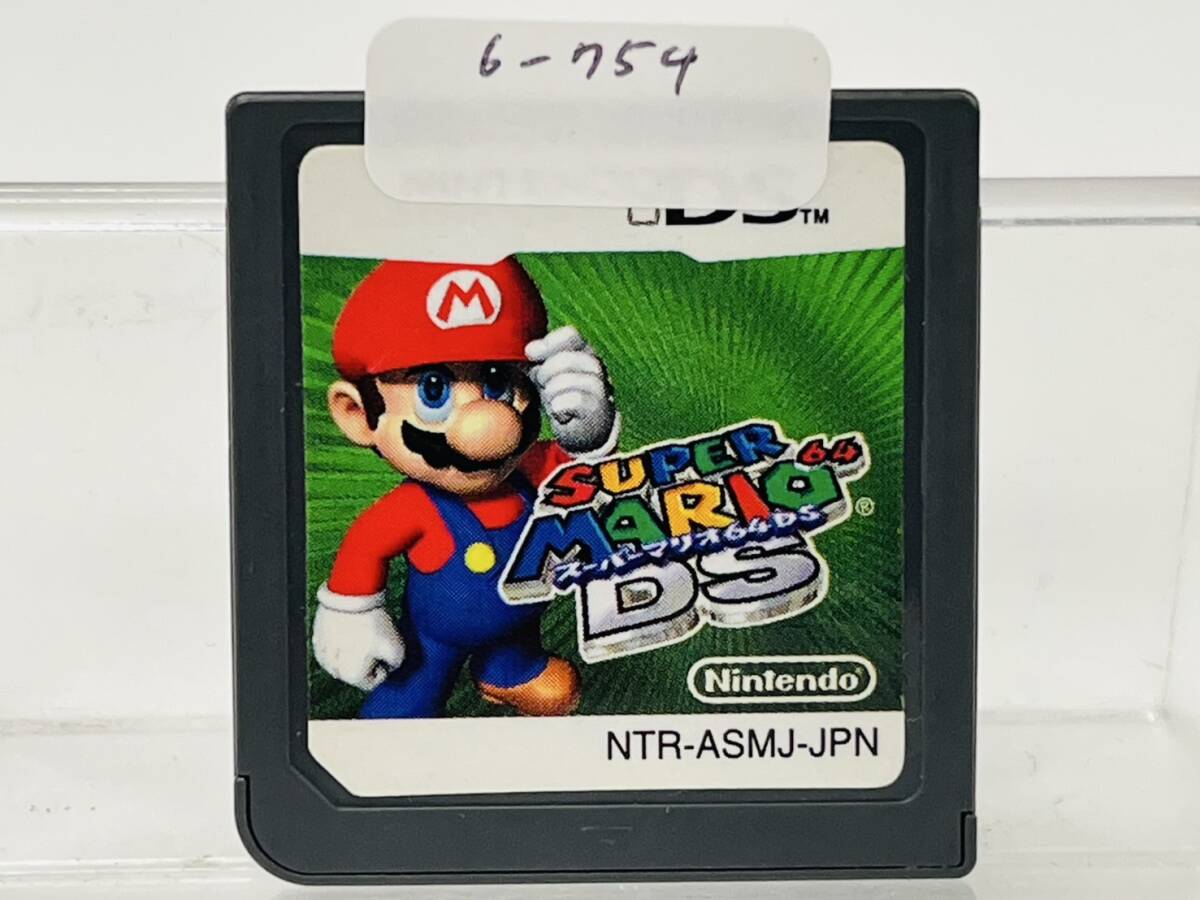 6-754
DS™
M
SUPER
MARIO 64
スーパーマリオ64DS
DS
®
Nintendo®
NTR-ASMJ-JPN